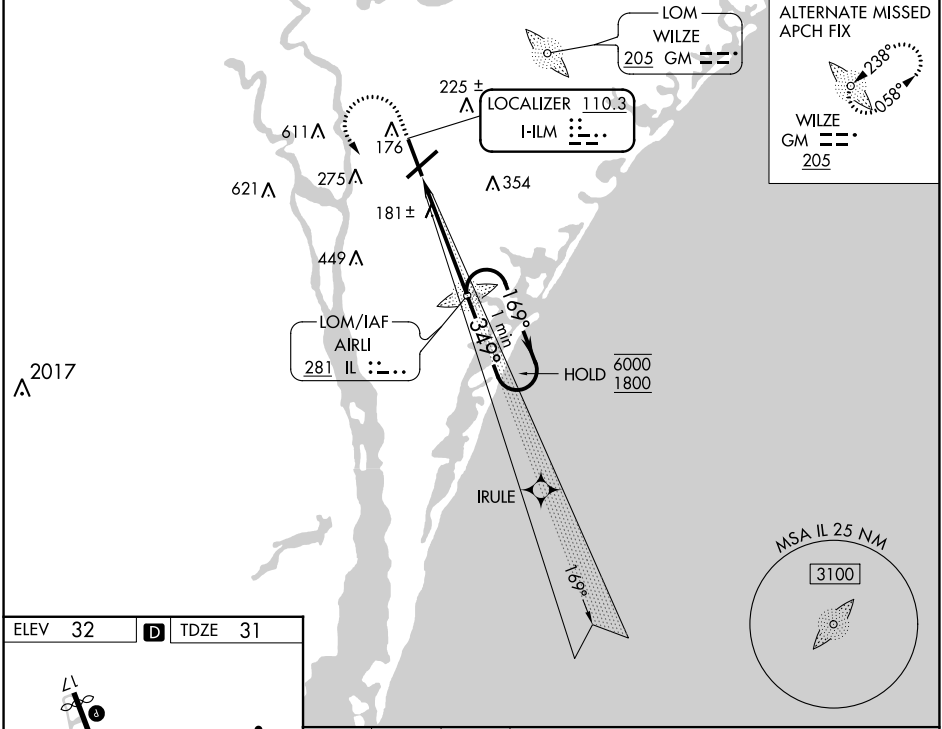 LOM
WILZE
205 GM
ALTERNATE MISSED
APCH FIX
238°
058°
WILZE
GM
205
225 ±
LOCALIZER 110.3
I-ILM
611
176
275
621
354
181 ±
449
LOM/IAF
AIRLI
281 IL
169°
1 min
349°
HOLD 6000
1800
2017
IRULE
169°
MSA IL 25 NM
3100
ELEV 32 D TDZE 31
17
P